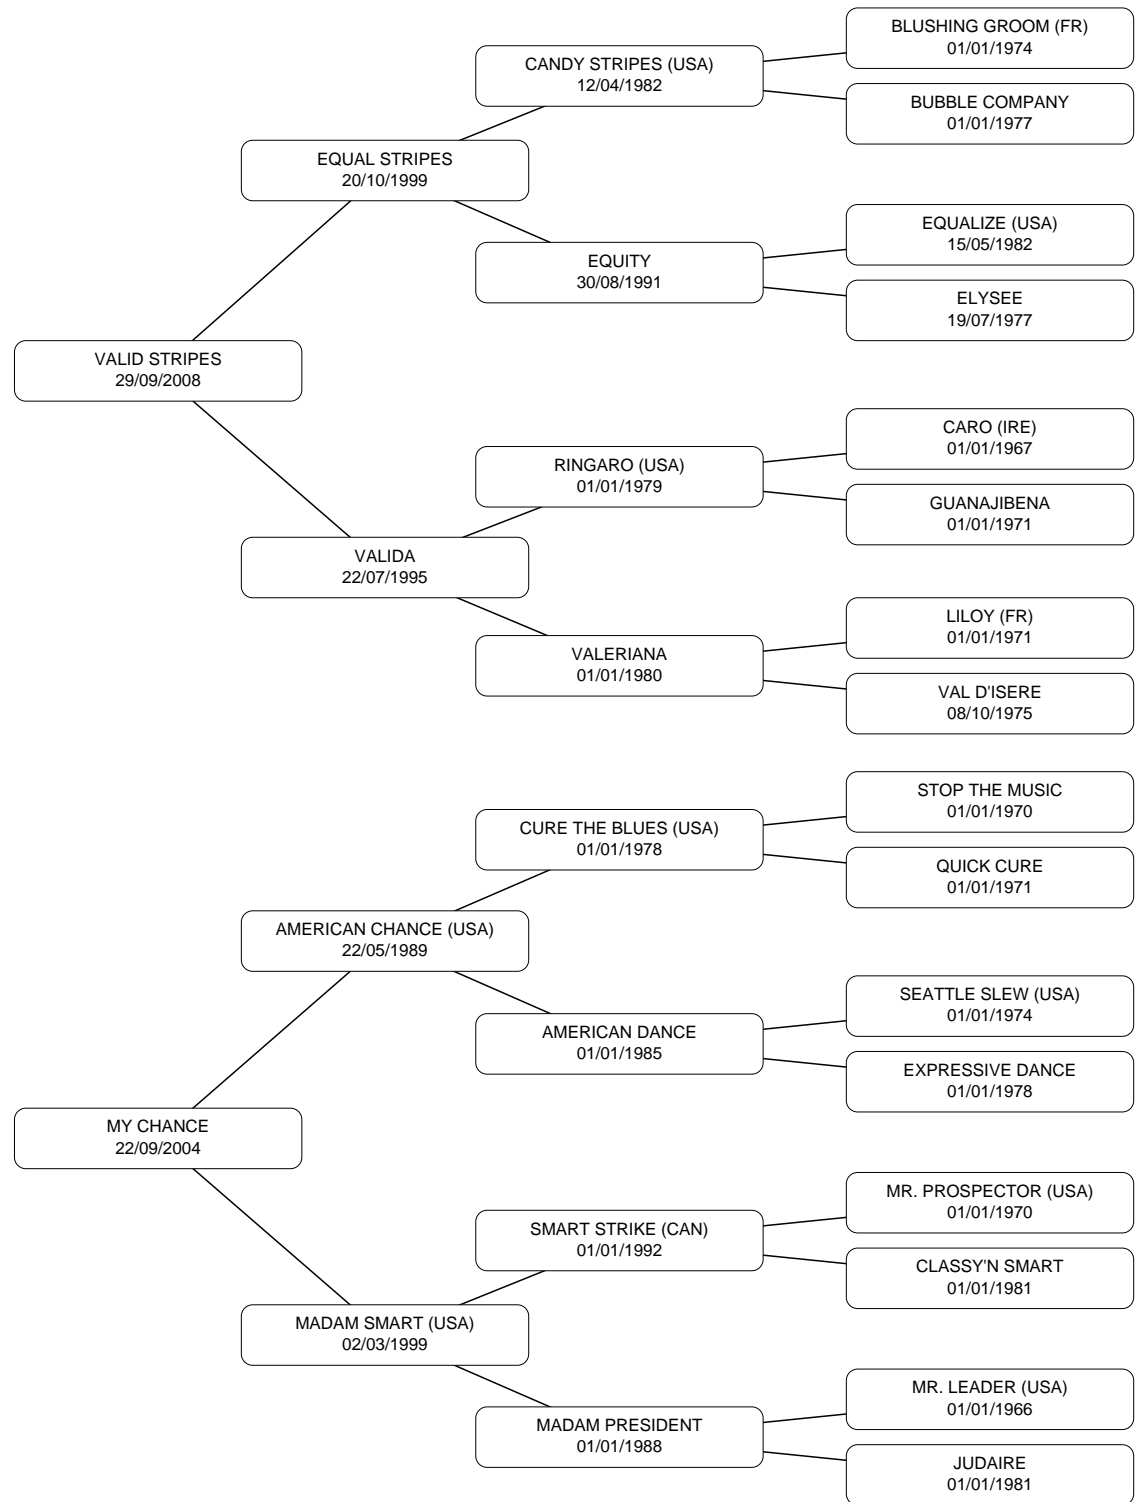 BLUSHING GROOM (FR)
01/01/1974
CANDY STRIPES (USA)
12/04/1982
BUBBLE COMPANY
01/01/1977
EQUAL STRIPES
20/10/1999
EQUALIZE (USA)
15/05/1982
EQUITY
30/08/1991
ELYSEE
19/07/1977
VALID STRIPES
29/09/2008
CARO (IRE)
01/01/1967
RINGARO (USA)
01/01/1979
GUANAJIBENA
01/01/1971
VALIDA
22/07/1995
LILOY (FR)
01/01/1971
VALERIANA
01/01/1980
VAL D'ISERE
08/10/1975
STOP THE MUSIC
01/01/1970
CURE THE BLUES (USA)
01/01/1978
QUICK CURE
01/01/1971
AMERICAN CHANCE (USA)
22/05/1989
SEATTLE SLEW (USA)
01/01/1974
AMERICAN DANCE
01/01/1985
EXPRESSIVE DANCE
01/01/1978
MY CHANCE
22/09/2004
MR. PROSPECTOR (USA)
01/01/1970
SMART STRIKE (CAN)
01/01/1992
CLASSY'N SMART
01/01/1981
MADAM SMART (USA)
02/03/1999
MR. LEADER (USA)
01/01/1966
MADAM PRESIDENT
01/01/1988
JUDAIRE
01/01/1981